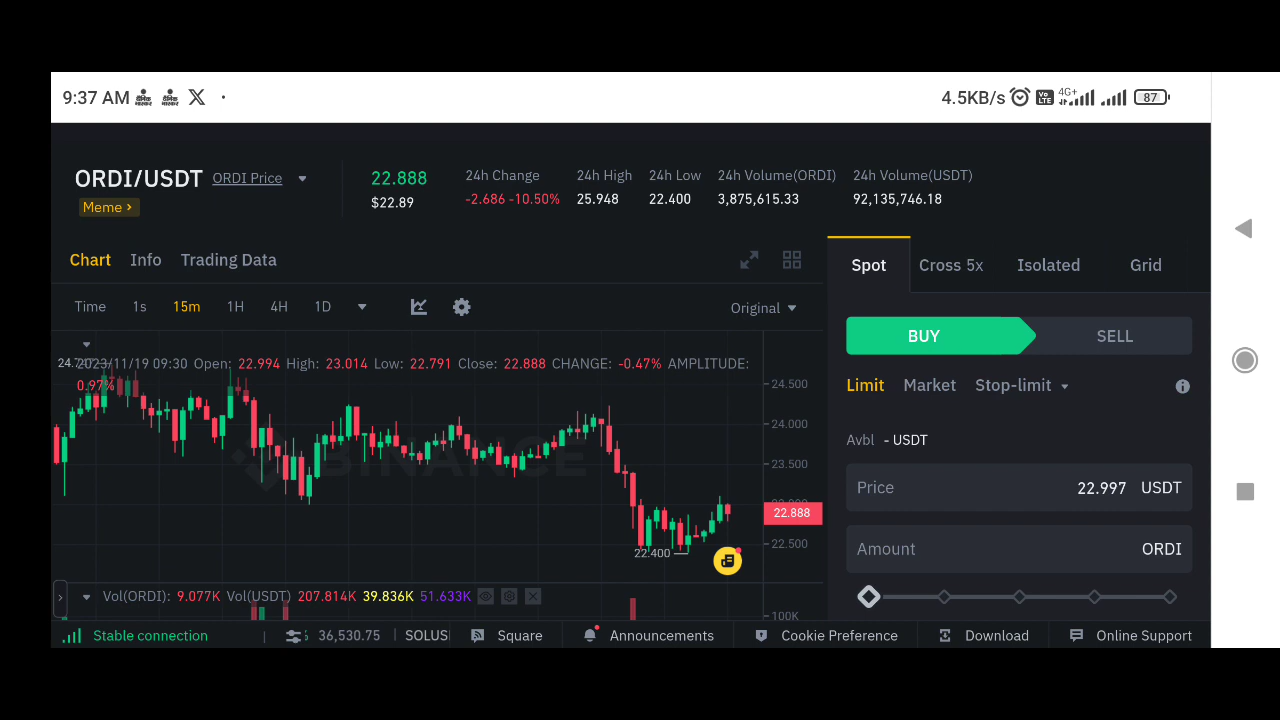 9:37 AM
4.5KB/s Vo LTE 4G+ 87
ORDI/USDT ORDI Price
Meme >
22.888
$22.89
24h Change
-2.686 -10.50%
24h High
25.948
24h Low
22.400
24h Volume(ORDI)
3,875,615.33
24h Volume(USDT)
92,135,746.18
Chart Info Trading Data
Time 1s 15m 1H 4H 1D
Original
2023/11/19 09:30 Open: 22.994 High: 23.014 Low: 22.791 Close: 22.888 CHANGE: -0.47% AMPLITUDE:
0.97%
24.500
24.000
23.500
22.888
22.500
22.400
BINANCE
Vol(ORDI): 9.077K Vol(USDT) 207.814K 39.836K 51.633K
100K
Spot Cross 5x Isolated Grid
BUY SELL
Limit Market Stop-limit
Avbl - USDT
Price 22.997 USDT
Amount ORDI
Stable connection
36,530.75 SOLUS
Square Announcements Cookie Preference Download Online Support